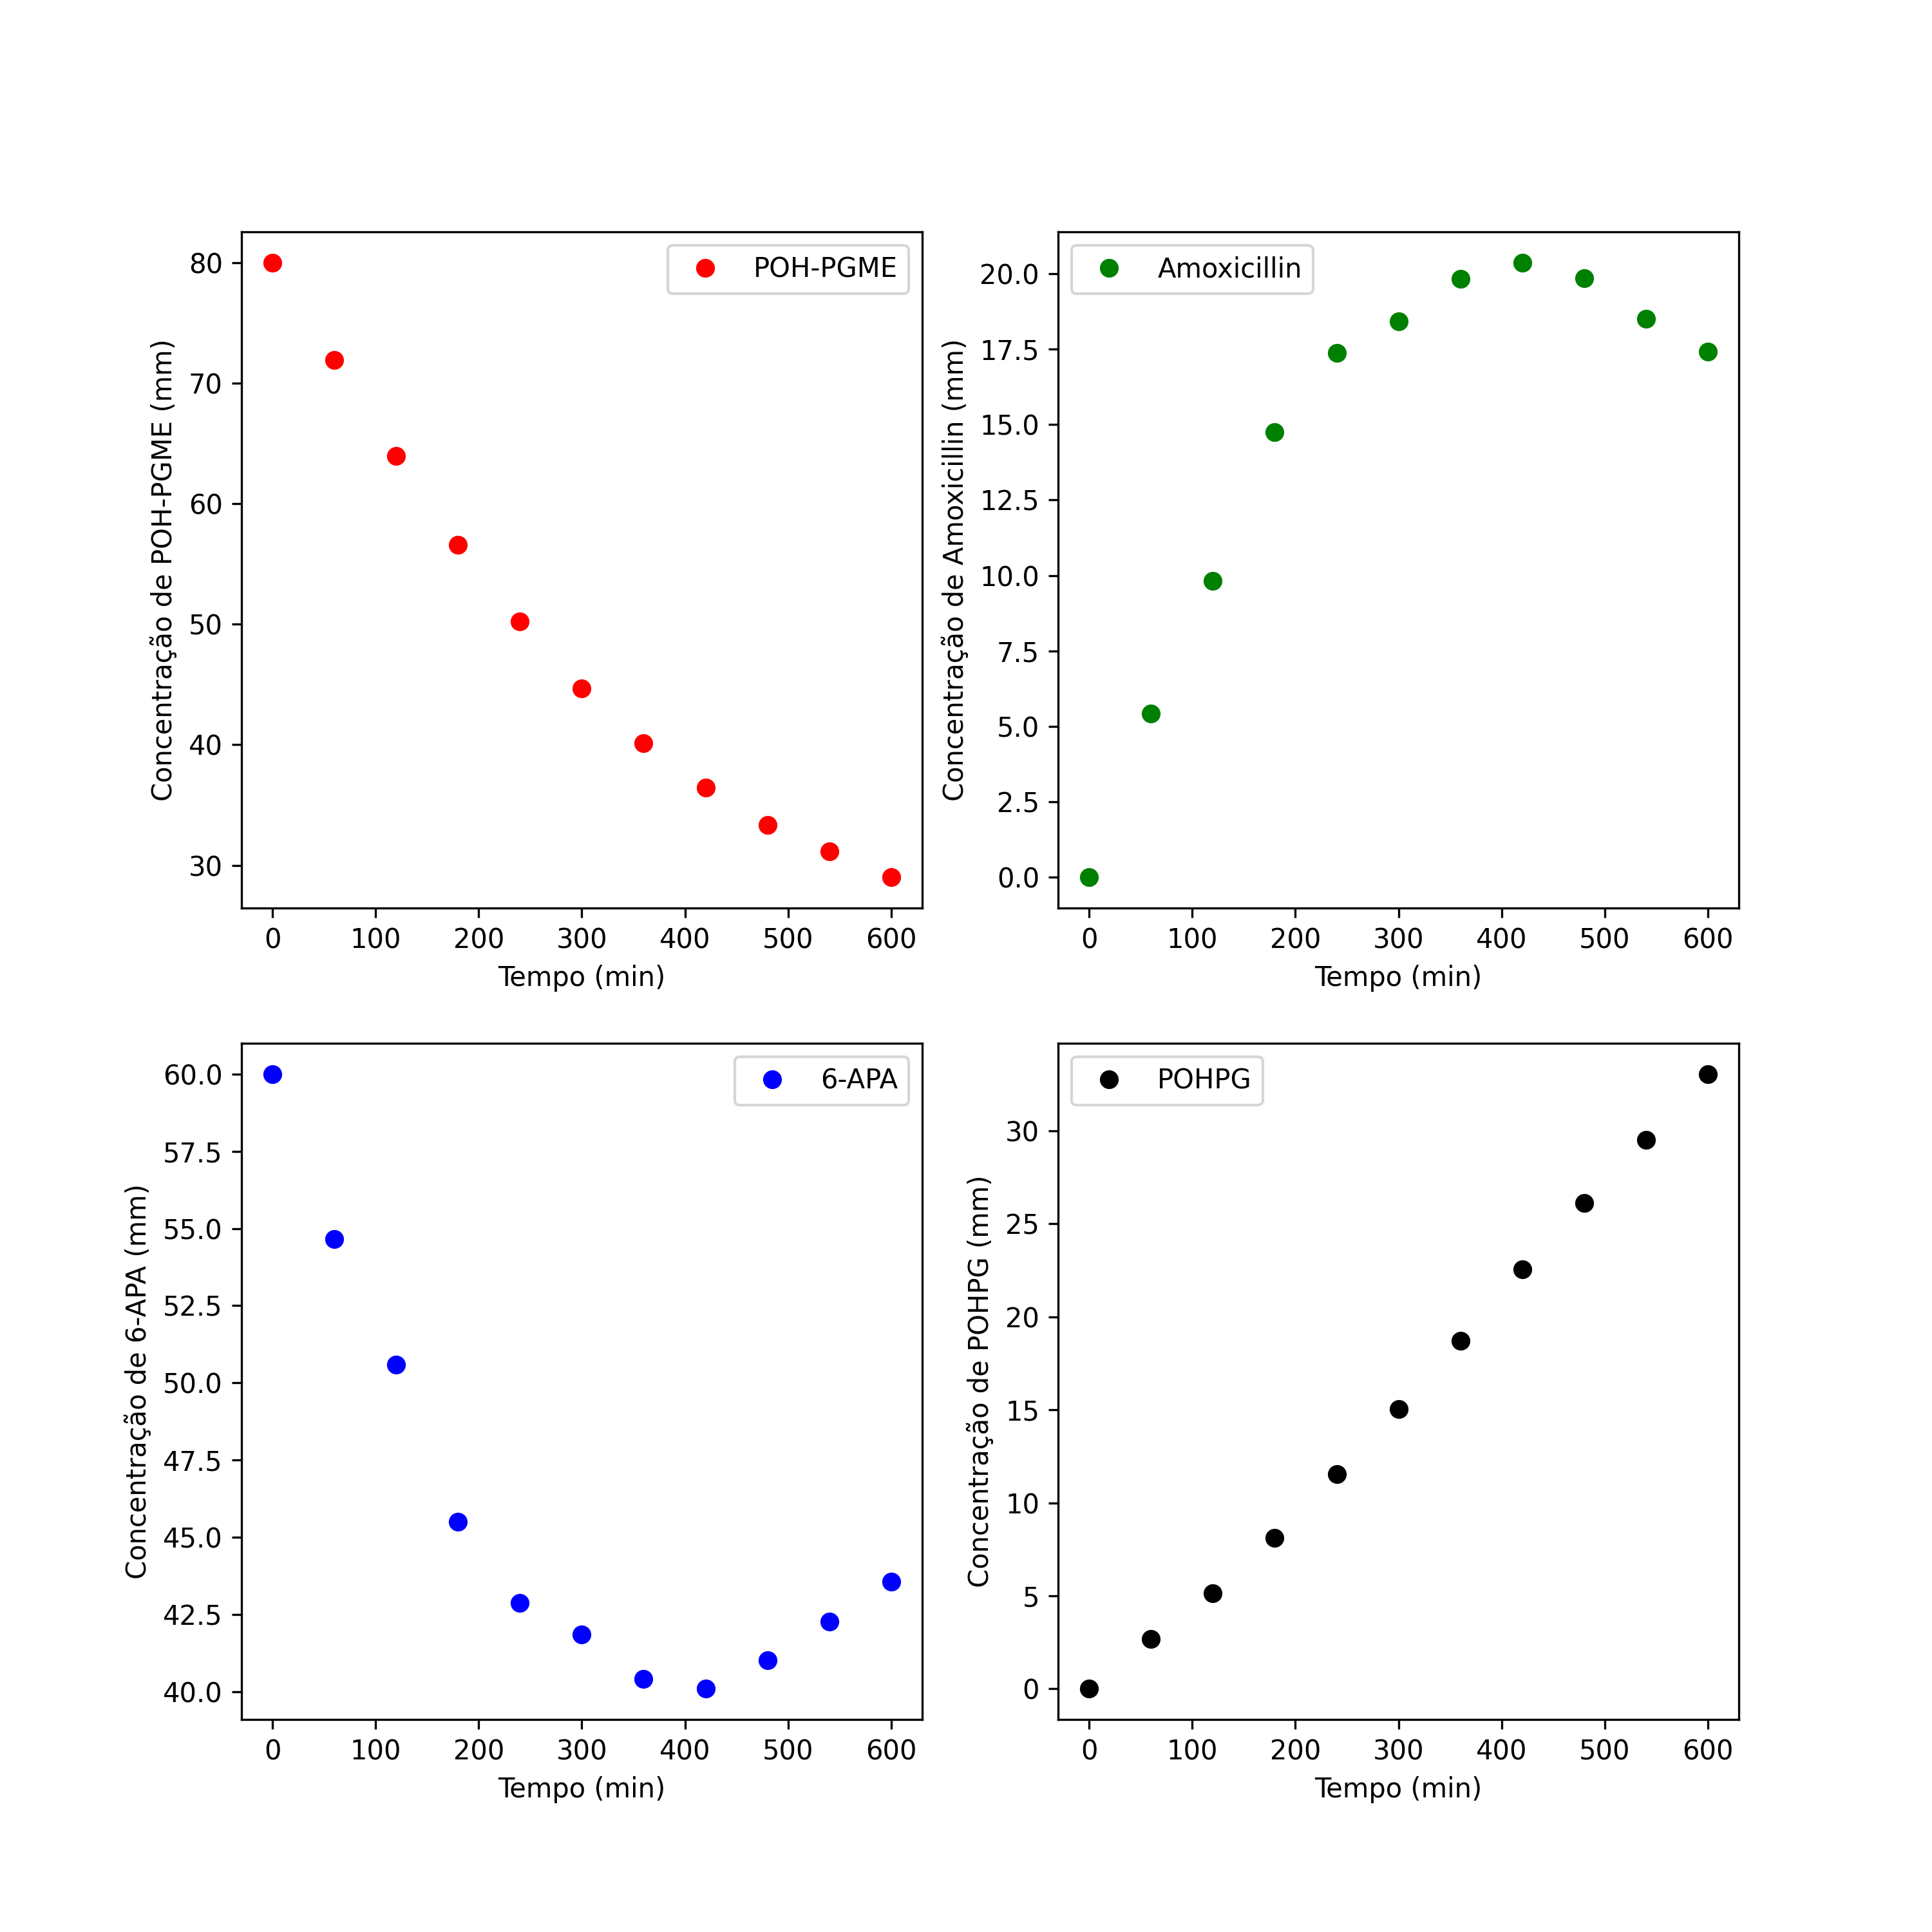 POH-PGME
80
70
60
50
40
30
Concentração de POH-PGME (mm)
0 100 200 300 400 500 600
Tempo (min)
Amoxicillin
20.0
17.5
15.0
12.5
10.0
7.5
5.0
2.5
0.0
Concentração de Amoxicillin (mm)
0 100 200 300 400 500 600
Tempo (min)
6-APA
60.0
57.5
55.0
52.5
50.0
47.5
45.0
42.5
40.0
Concentração de 6-APA (mm)
0 100 200 300 400 500 600
Tempo (min)
POHPG
30
25
20
15
10
5
0
Concentração de POHPG (mm)
0 100 200 300 400 500 600
Tempo (min)